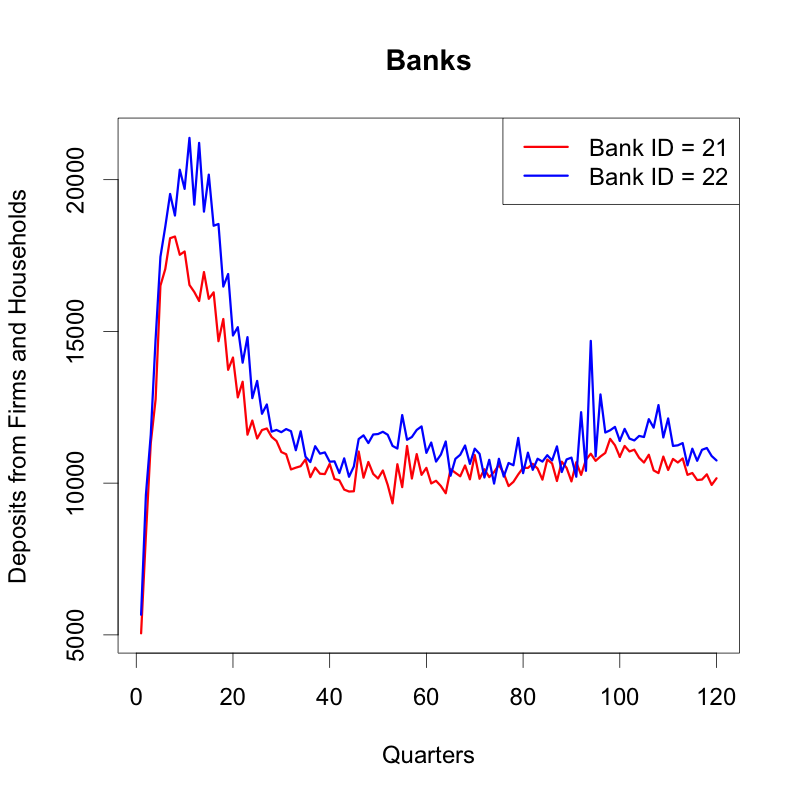 Banks
Bank ID = 21
Bank ID = 22
Deposits from Firms and Households
20000
15000
10000
5000
0 20 40 60 80 100 120
Quarters